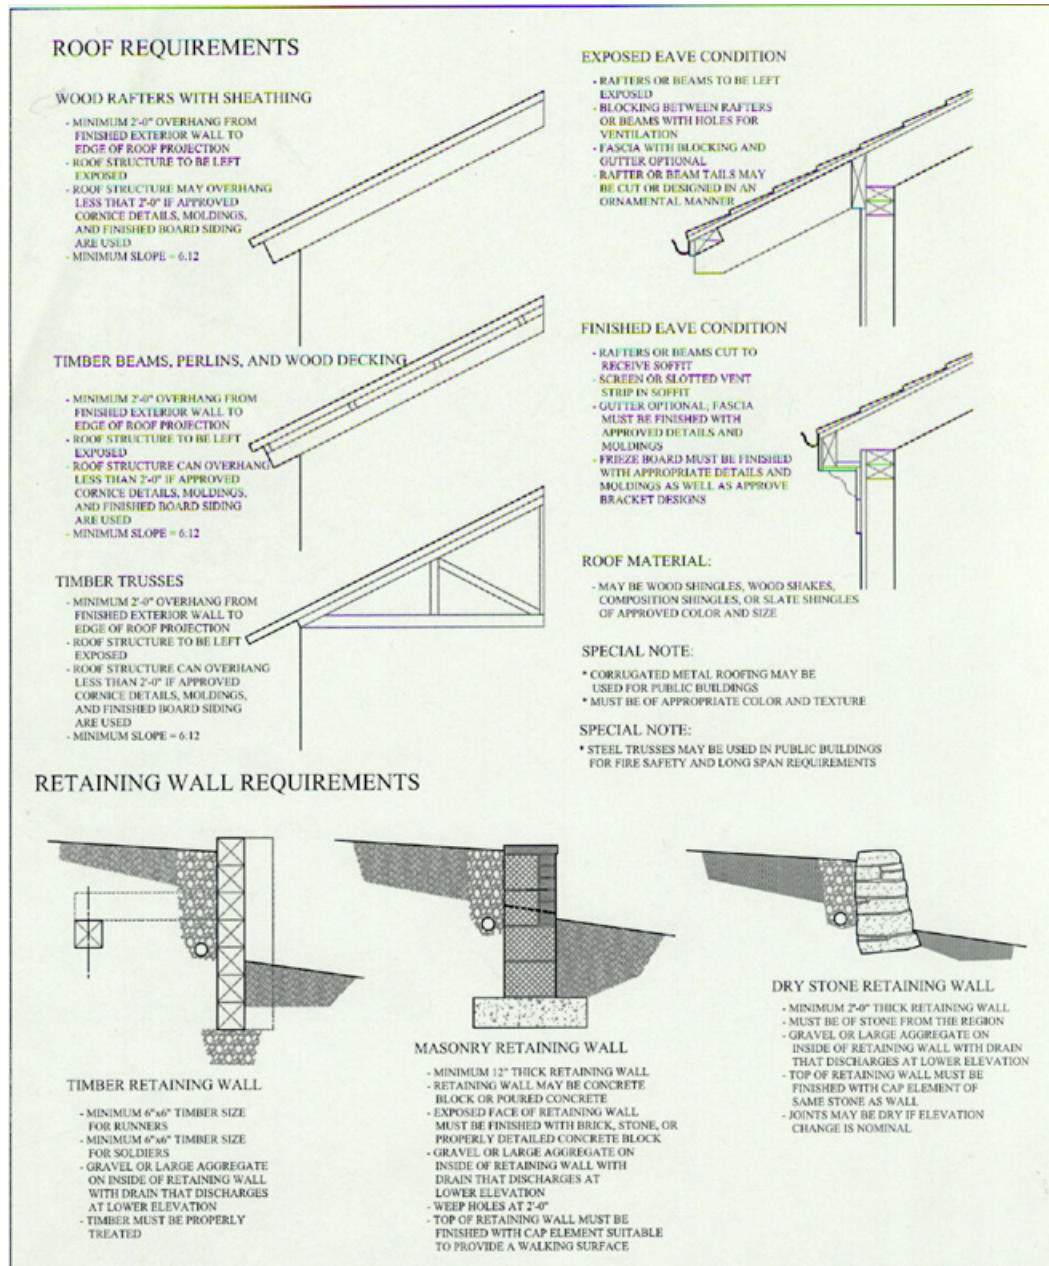 ROOF REQUIREMENTS
WOOD RAFTERS WITH SHEATHING
- MINIMUM 2'-0" OVERHANG FROM
FINISHED EXTERIOR WALL TO
EDGE OF ROOF PROJECTION
- ROOF STRUCTURE TO BE LEFT
EXPOSED
- ROOF STRUCTURE MAY OVERHANG
LESS THAT 2'-0" IF APPROVED
CORNICE DETAILS, MOLDINGS,
AND FINISHED BOARD SIDING
ARE USED
- MINIMUM SLOPE = 6:12
TIMBER BEAMS, PERLINS, AND WOOD DECKING
- MINIMUM 2'-0" OVERHANG FROM
FINISHED EXTERIOR WALL TO
EDGE OF ROOF PROJECTION
- ROOF STRUCTURE TO BE LEFT
EXPOSED
- ROOF STRUCTURE CAN OVERHANG
LESS THAN 2'-0" IF APPROVED
CORNICE DETAILS, MOLDINGS,
AND FINISHED BOARD SIDING
ARE USED
- MINIMUM SLOPE = 6:12
TIMBER TRUSSES
- MINIMUM 2'-0" OVERHANG FROM
FINISHED EXTERIOR WALL TO
EDGE OF ROOF PROJECTION
- ROOF STRUCTURE TO BE LEFT
EXPOSED
- ROOF STRUCTURE CAN OVERHANG
LESS THAN 2'-0" IF APPROVED
CORNICE DETAILS, MOLDINGS,
AND FINISHED BOARD SIDING
ARE USED
- MINIMUM SLOPE = 6:12
EXPOSED EAVE CONDITION
- RAFTERS OR BEAMS TO BE LEFT
EXPOSED
- BLOCKING BETWEEN RAFTERS
OR BEAMS WITH HOLES FOR
VENTILATION
- FASCIA WITH BLOCKING AND
GUTTER OPTIONAL
- RAFTER OR BEAM TAILS MAY
BE CUT OR DESIGNED IN AN
ORNAMENTAL MANNER
FINISHED EAVE CONDITION
- RAFTERS OR BEAMS CUT TO
RECEIVE SOFFIT
- SCREEN OR SLOTTED VENT
STRIP IN SOFFIT
- GUTTER OPTIONAL; FASCIA
MUST BE FINISHED WITH
APPROVED DETAILS AND
MOLDINGS
- FRIEZE BOARD MUST BE FINISHED
WITH APPROPRIATE DETAILS AND
MOLDINGS AS WELL AS APPROVE
BRACKET DESIGNS
ROOF MATERIAL:
- MAY BE WOOD SHINGLES, WOOD SHAKES,
COMPOSITION SHINGLES, OR SLATE SHINGLES
OF APPROVED COLOR AND SIZE
SPECIAL NOTE:
* CORRUGATED METAL ROOFING MAY BE
USED FOR PUBLIC BUILDINGS
* MUST BE OF APPROPRIATE COLOR AND TEXTURE
SPECIAL NOTE:
* STEEL TRUSSES MAY BE USED IN PUBLIC BUILDINGS
FOR FIRE SAFETY AND LONG SPAN REQUIREMENTS
RETAINING WALL REQUIREMENTS
TIMBER RETAINING WALL
- MINIMUM 6"x6" TIMBER SIZE
FOR RUNNERS
- MINIMUM 6"x6" TIMBER SIZE
FOR SOLDIERS
- GRAVEL OR LARGE AGGREGATE
ON INSIDE OF RETAINING WALL
WITH DRAIN THAT DISCHARGES
AT LOWER ELEVATION
- TIMBER MUST BE PROPERLY
TREATED
MASONRY RETAINING WALL
- MINIMUM 12" THICK RETAINING WALL
- RETAINING WALL MAY BE CONCRETE
BLOCK OR POURED CONCRETE
- EXPOSED FACE OF RETAINING WALL
MUST BE FINISHED WITH BRICK, STONE, OR
PROPERLY DETAILED CONCRETE BLOCK
- GRAVEL OR LARGE AGGREGATE ON
INSIDE OF RETAINING WALL WITH
DRAIN THAT DISCHARGES AT
LOWER ELEVATION
- WEEP HOLES AT 2'-0"
- TOP OF RETAINING WALL MUST BE
FINISHED WITH CAP ELEMENT SUITABLE
TO PROVIDE A WALKING SURFACE
DRY STONE RETAINING WALL
- MINIMUM 2'-0" THICK RETAINING WALL
- MUST BE OF STONE FROM THE REGION
- GRAVEL OR LARGE AGGREGATE ON
INSIDE OF RETAINING WALL WITH DRAIN
THAT DISCHARGES AT LOWER ELEVATION
- TOP OF RETAINING WALL MUST BE
FINISHED WITH CAP ELEMENT OF
SAME STONE AS WALL
- JOINTS MAY BE DRY IF ELEVATION
CHANGE IS NOMINAL